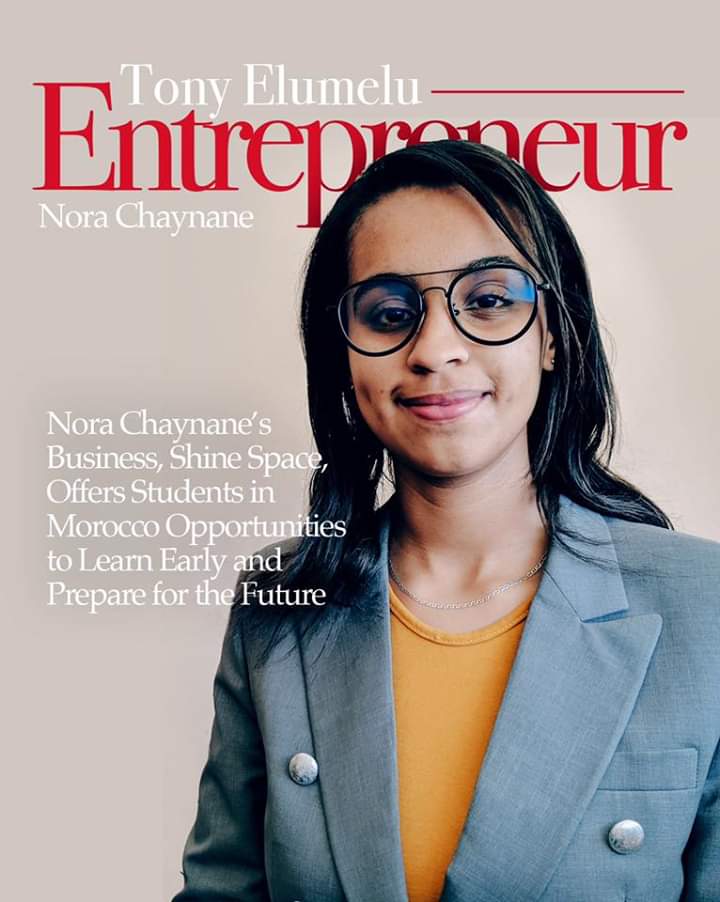 Tony Elumelu
Entrepreneur
Nora Chaynane
Nora Chaynane’s
Business, Shine Space,
Offers Students in
Morocco Opportunities
to Learn Early and
Prepare for the Future